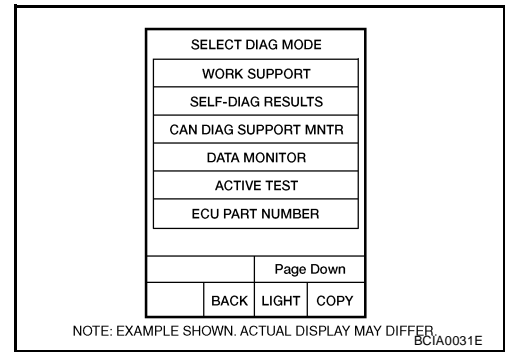 SELECT DIAG MODE
WORK SUPPORT
SELF-DIAG RESULTS
CAN DIAG SUPPORT MNTR
DATA MONITOR
ACTIVE TEST
ECU PART NUMBER
Page Down
BACK LIGHT COPY
NOTE: EXAMPLE SHOWN. ACTUAL DISPLAY MAY DIFFER.
BCIA0031E